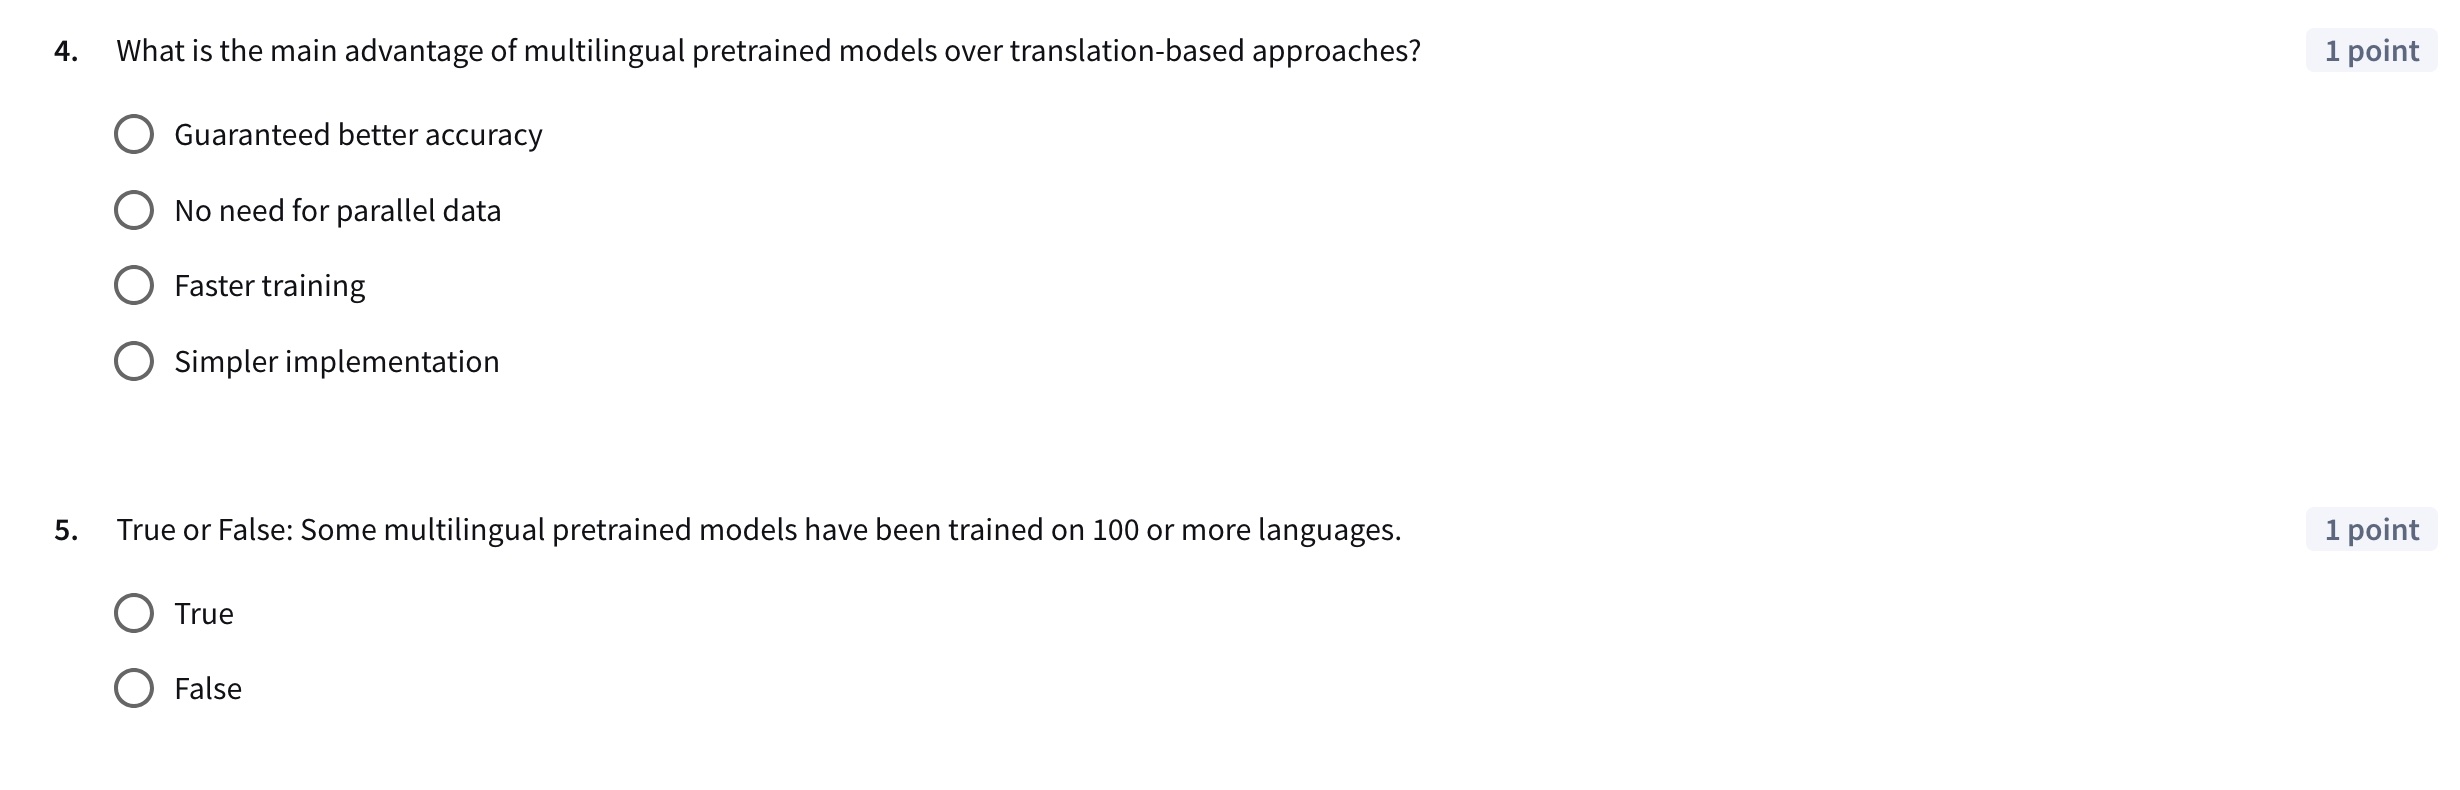 4. What is the main advantage of multilingual pretrained models over translation-based approaches? 1 point
Guaranteed better accuracy
No need for parallel data
Faster training
Simpler implementation
5. True or False: Some multilingual pretrained models have been trained on 100 or more languages. 1 point
True
False